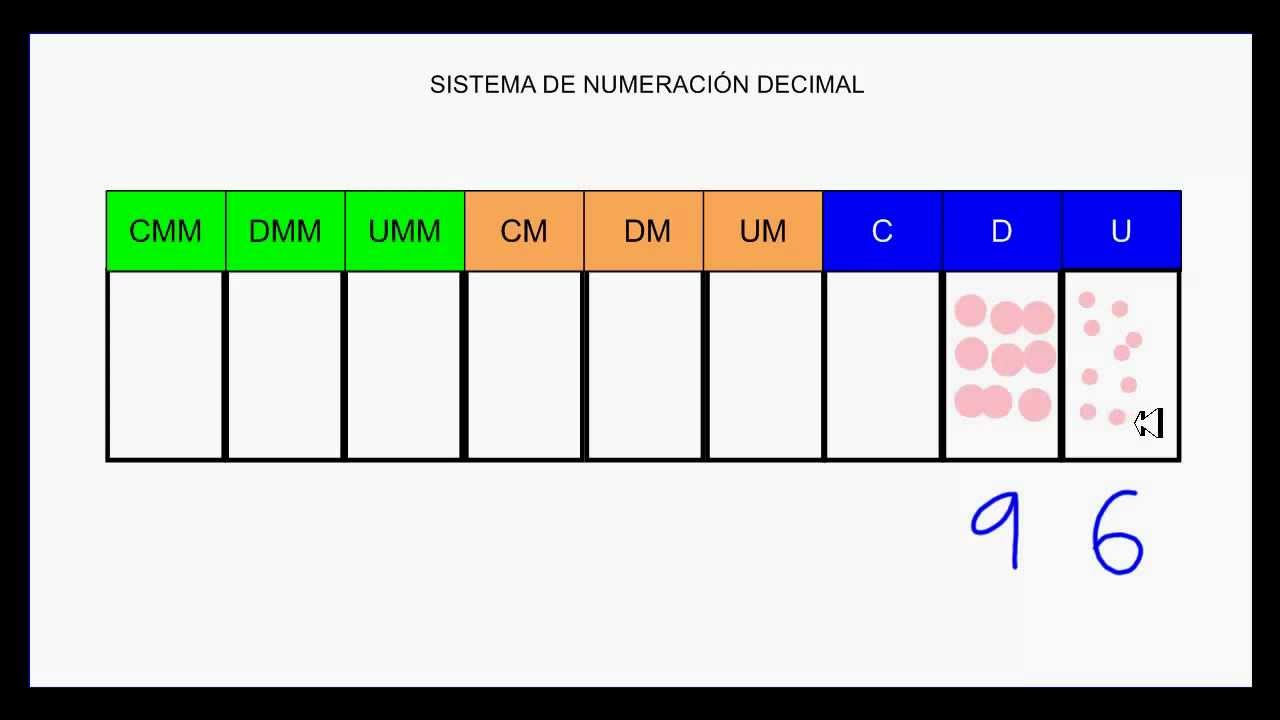 SISTEMA DE NUMERACIÓN DECIMAL
CMM DMM UMM CM DM UM C D U
9 6